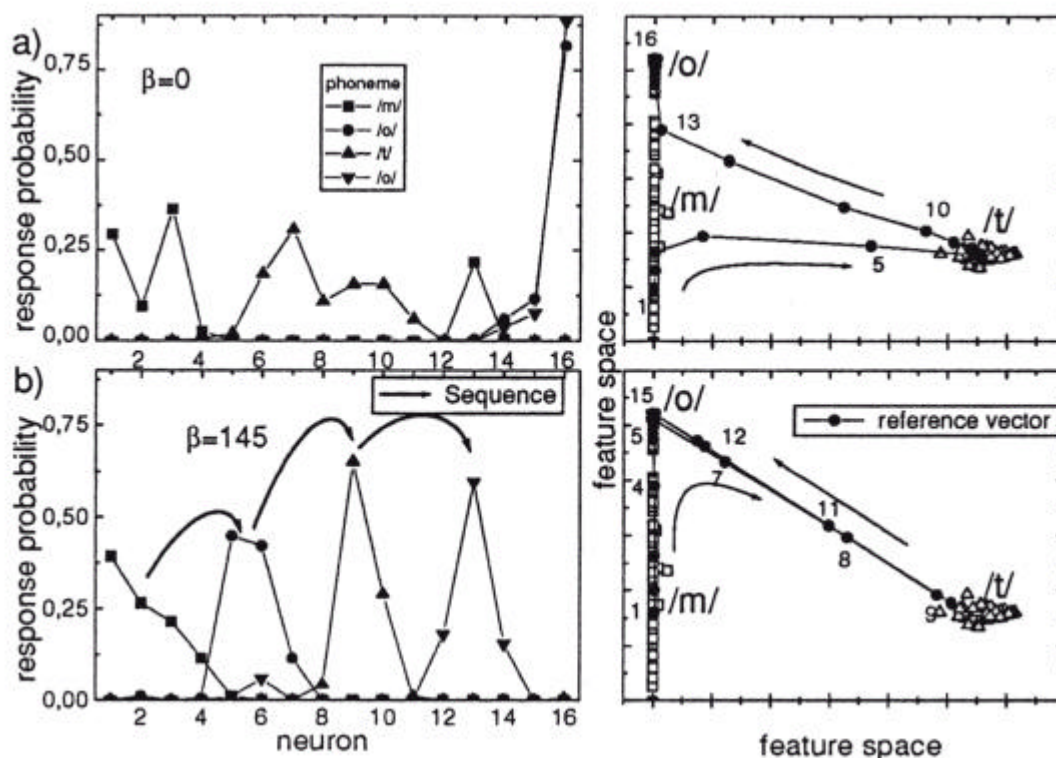 a)
response probability
0,75
0,50
0,25
0,00
β=0
phoneme
/m/
/o/
/t/
/o/
2 4 6 8 10 12 14 16
16
/o/
13
/m/
10
/t/
5
1
b)
response probability
0,75
0,50
0,25
0,00
β=145
Sequence
2 4 6 8 10 12 14 16
neuron
feature space
15
/o/
5
12
7
4
11
8
/m/
1
9
/t/
reference vector
feature space